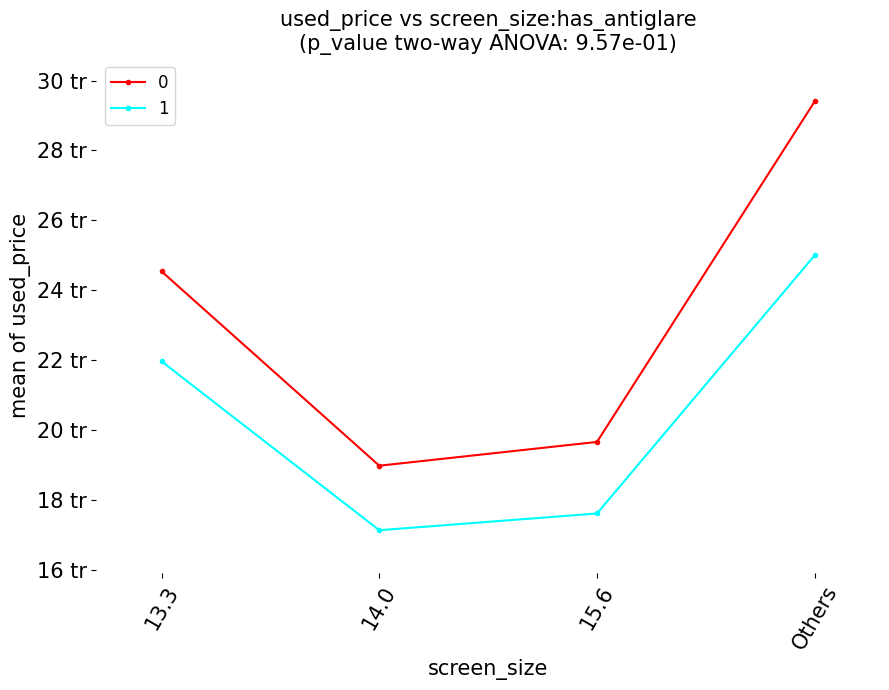 used_price vs screen_size:has_antiglare
(p_value two-way ANOVA: 9.57e-01)
0
1
30 tr
28 tr
26 tr
24 tr
22 tr
20 tr
18 tr
16 tr
mean of used_price
13.3
14.0
15.6
Others
screen_size